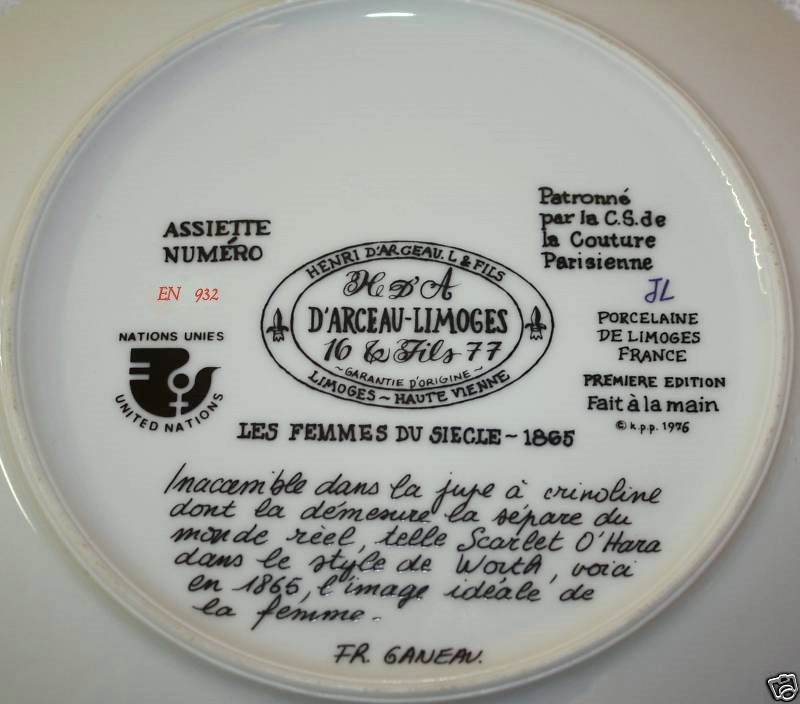 ASSIETTE
NUMÉRO
EN 932
NATIONS UNIES
UNITED NATIONS
HENRI D'ARCEAU. L & FILS
H D'A
D'ARCEAU-LIMOGES
16 & Fils 77
~GARANTIE D'ORIGINE~
LIMOGES ~ HAUTE VIENNE
Patronné
par la C.S. de
la Couture
Parisienne
JL
PORCELAINE
DE LIMOGES
FRANCE
PREMIERE EDITION
Fait à la main
© k.p.p. 1976
LES FEMMES DU SIECLE ~ 1865
Inaccessible dans la jupe à crinoline
dont la démesure la sépare du
monde réel, telle Scarlet O'Hara
dans le style de Worth, voici
en 1865, l'image idéale de
la femme.
FR. GANEAU.